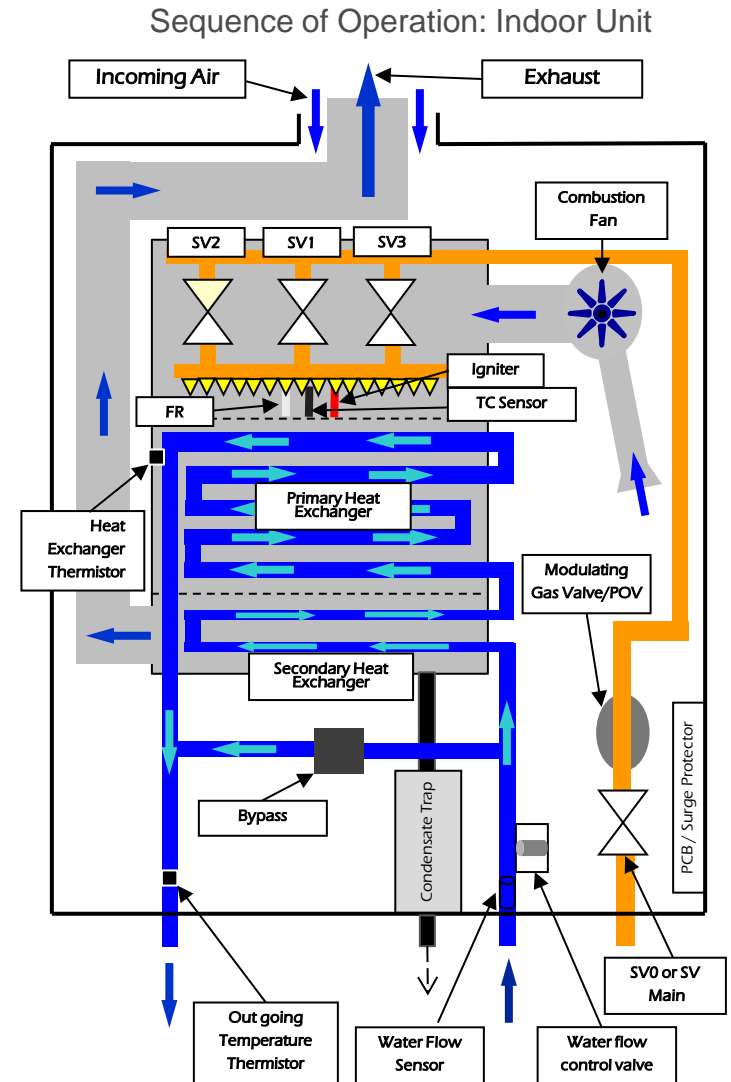 Sequence of Operation: Indoor Unit
Incoming Air
Exhaust
Combustion
Fan
SV2
SV1
SV3
Igniter
TC Sensor
FR
Primary Heat
Exchanger
Heat
Exchanger
Thermistor
Modulating
Gas Valve/POV
Secondary Heat
Exchanger
PCB / Surge Protector
Bypass
Condensate Trap
SV0 or SV
Main
Out going
Temperature
Thermistor
Water Flow
Sensor
Water flow
control valve